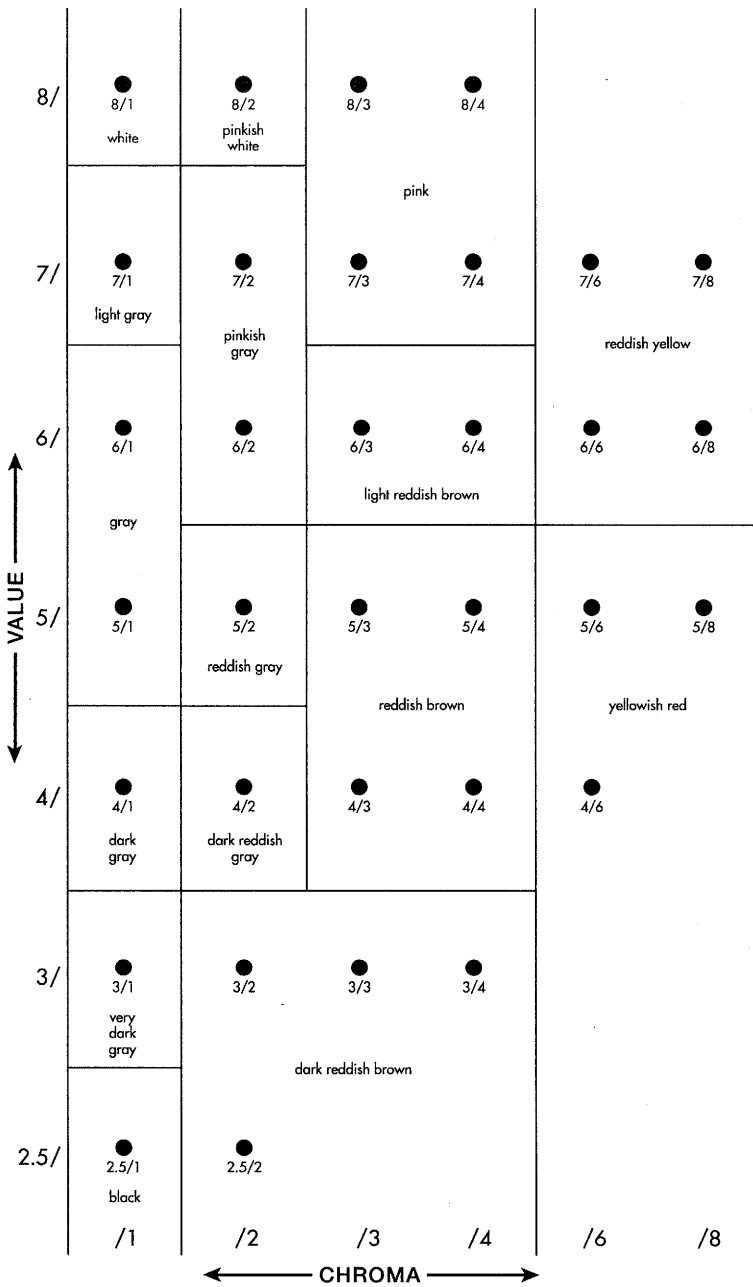 8/
8/1
8/2
8/3
8/4
white
pinkish
white
pink
7/
7/1
7/2
7/3
7/4
7/6
7/8
light gray
pinkish
gray
reddish yellow
6/
6/1
6/2
6/3
6/4
6/6
6/8
light reddish brown
gray
VALUE
5/
5/1
5/2
5/3
5/4
5/6
5/8
reddish gray
reddish brown
yellowish red
4/
4/1
4/2
4/3
4/4
4/6
dark
gray
dark reddish
gray
3/
3/1
3/2
3/3
3/4
very
dark
gray
dark reddish brown
2.5/
2.5/1
2.5/2
black
/1 /2 /3 /4 /6 /8
CHROMA